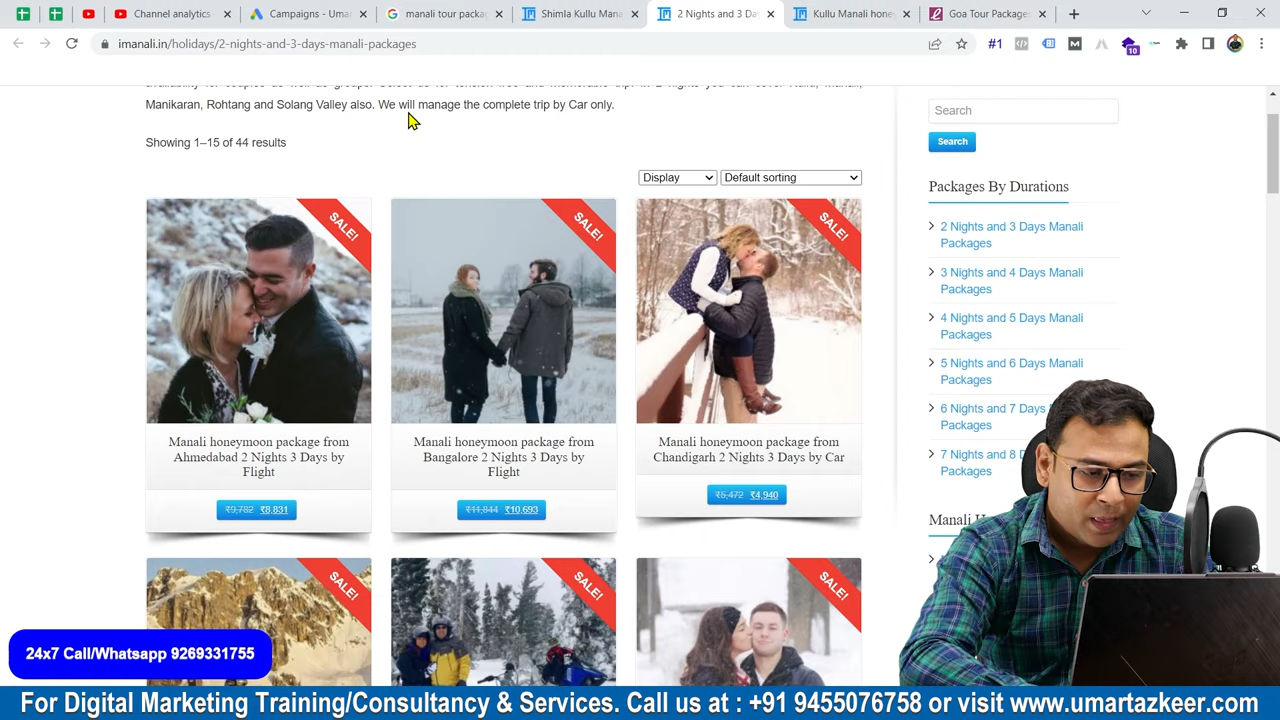 Channel analytics
Campaigns - Umar
manali tour package
Shimla Kullu Mana
2 Nights and 3 Da
Kullu Manali hone
Goa Tour Packages
imanali.in/holidays/2-nights-and-3-days-manali-packages
#1
10
Manikaran, Rohtang and Solang Valley also. We will manage the complete trip by Car only.
Showing 1–15 of 44 results
Display
Default sorting
SALE!
SALE!
SALE!
Manali honeymoon package from
Ahmedabad 2 Nights 3 Days by
Flight
₹9,782 ₹8,831
Manali honeymoon package from
Bangalore 2 Nights 3 Days by
Flight
₹11,844 ₹10,693
Manali honeymoon package from
Chandigarh 2 Nights 3 Days by Car
₹5,472 ₹4,940
SALE!
SALE!
SALE!
Search
Search
Packages By Durations
2 Nights and 3 Days Manali
Packages
3 Nights and 4 Days Manali
Packages
4 Nights and 5 Days Manali
Packages
5 Nights and 6 Days Manali
Packages
6 Nights and 7 Days
Packages
7 Nights and 8 D
Packages
Manali H
24x7 Call/Whatsapp 9269331755
For Digital Marketing Training/Consultancy & Services. Call us at : +91 9455076758 or visit www.umartazkeer.com